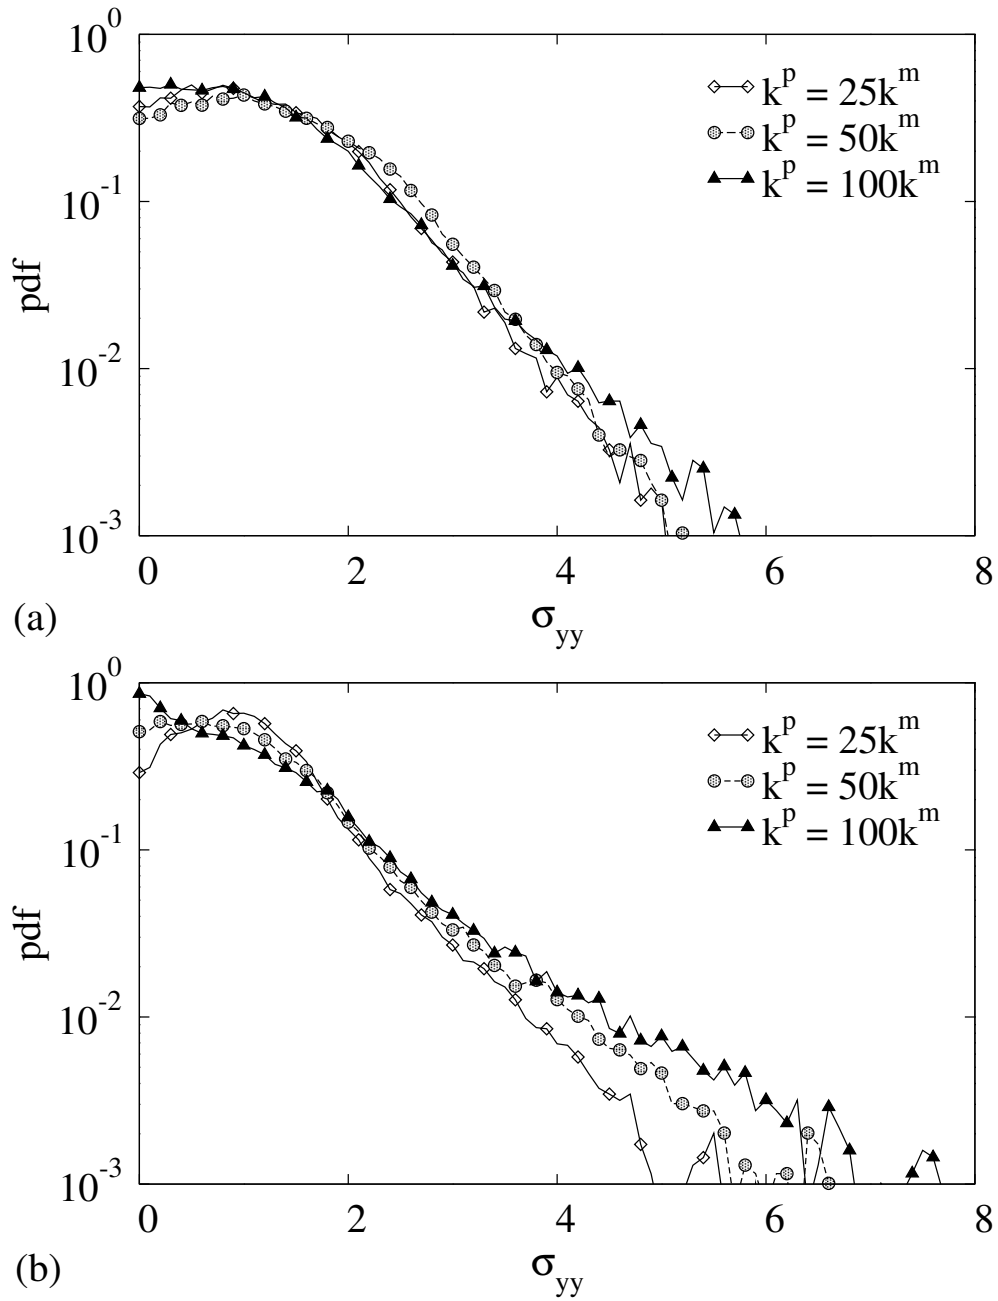 10^0
k^p = 25k^m
k^p = 50k^m
k^p = 100k^m
10^-1
pdf
10^-2
10^-3
0 2 4 6 8
σ_yy
(a)
10^0
k^p = 25k^m
k^p = 50k^m
k^p = 100k^m
10^-1
pdf
10^-2
10^-3
0 2 4 6 8
σ_yy
(b)